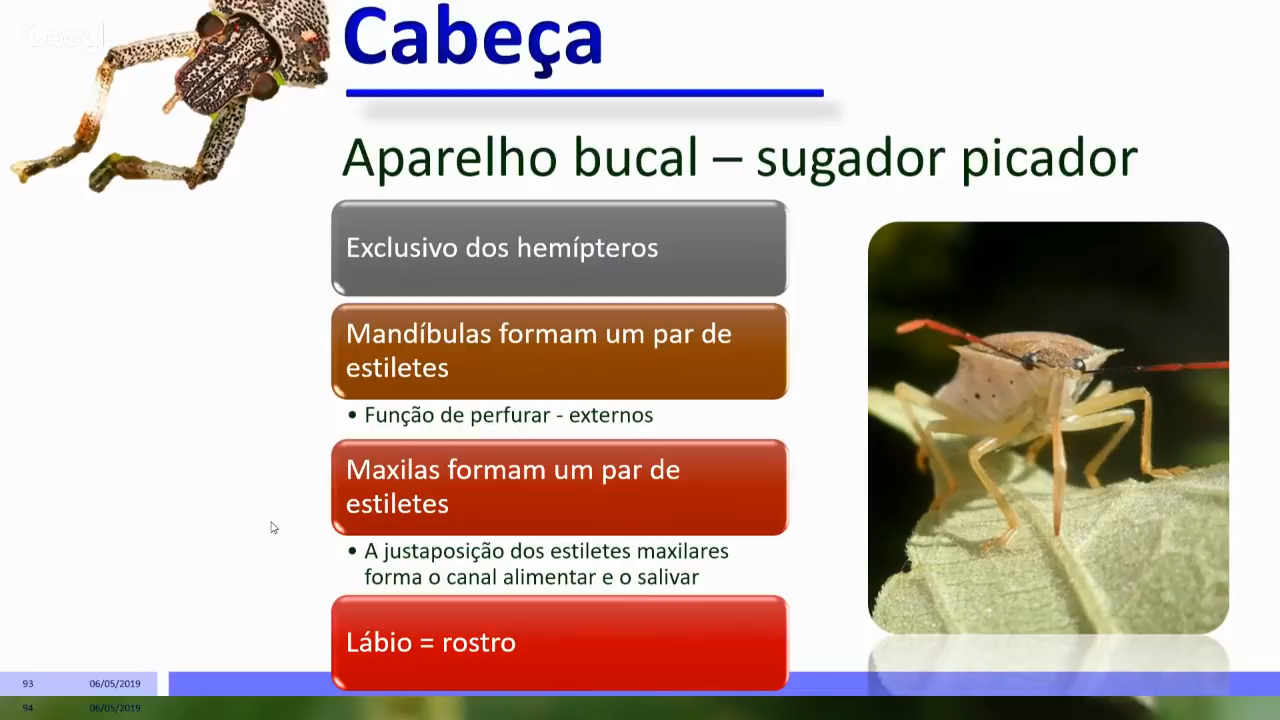 Google
Cabeça
Aparelho bucal – sugador picador
Exclusivo dos hemípteros
Mandíbulas formam um par de
estiletes
• Função de perfurar - externos
Maxilas formam um par de
estiletes
• A justaposição dos estiletes maxilares
forma o canal alimentar e o salivar
Lábio = rostro
93 06/05/2019
94 06/05/2019